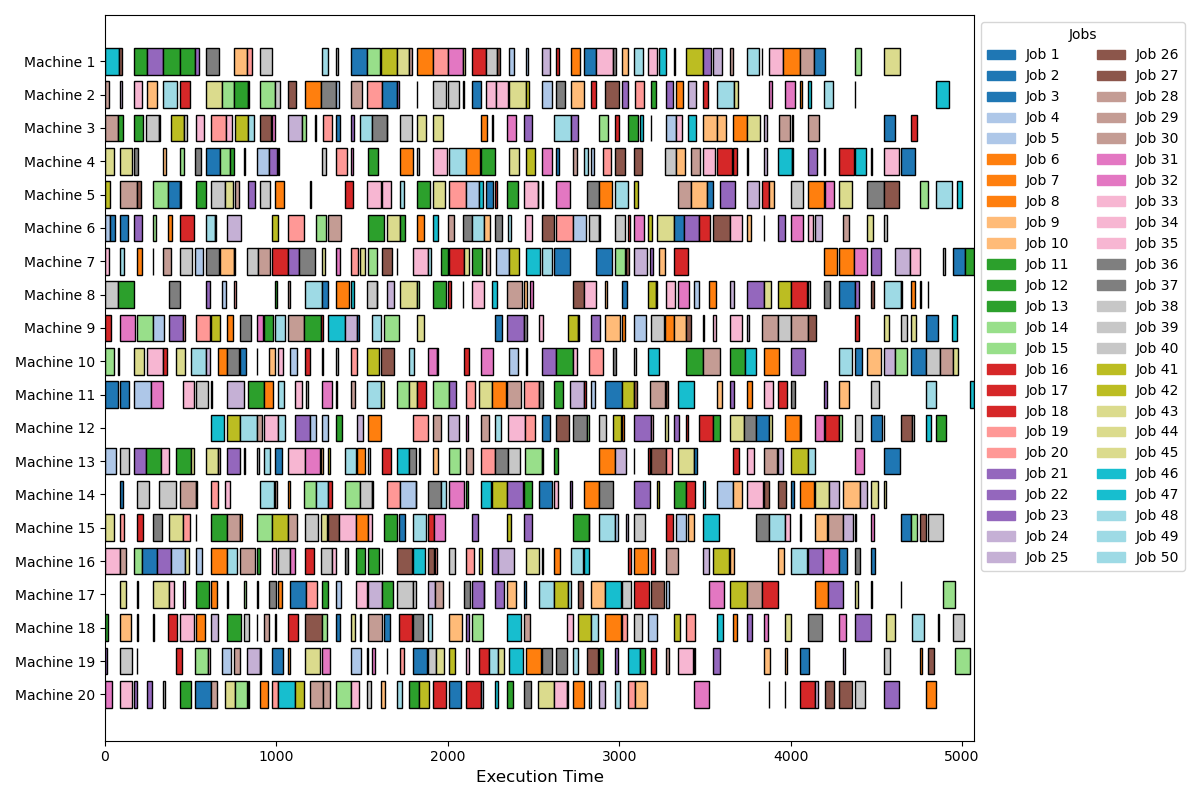 Machine 1
Machine 2
Machine 3
Machine 4
Machine 5
Machine 6
Machine 7
Machine 8
Machine 9
Machine 10
Machine 11
Machine 12
Machine 13
Machine 14
Machine 15
Machine 16
Machine 17
Machine 18
Machine 19
Machine 20
0 1000 2000 3000 4000 5000
Execution Time
Jobs
Job 1
Job 2
Job 3
Job 4
Job 5
Job 6
Job 7
Job 8
Job 9
Job 10
Job 11
Job 12
Job 13
Job 14
Job 15
Job 16
Job 17
Job 18
Job 19
Job 20
Job 21
Job 22
Job 23
Job 24
Job 25
Job 26
Job 27
Job 28
Job 29
Job 30
Job 31
Job 32
Job 33
Job 34
Job 35
Job 36
Job 37
Job 38
Job 39
Job 40
Job 41
Job 42
Job 43
Job 44
Job 45
Job 46
Job 47
Job 48
Job 49
Job 50